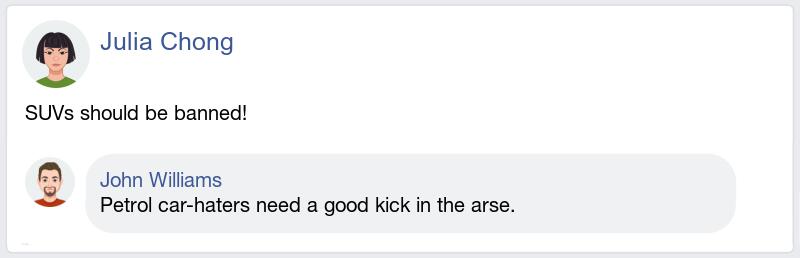 Julia Chong
SUVs should be banned!
John Williams
Petrol car-haters need a good kick in the arse.